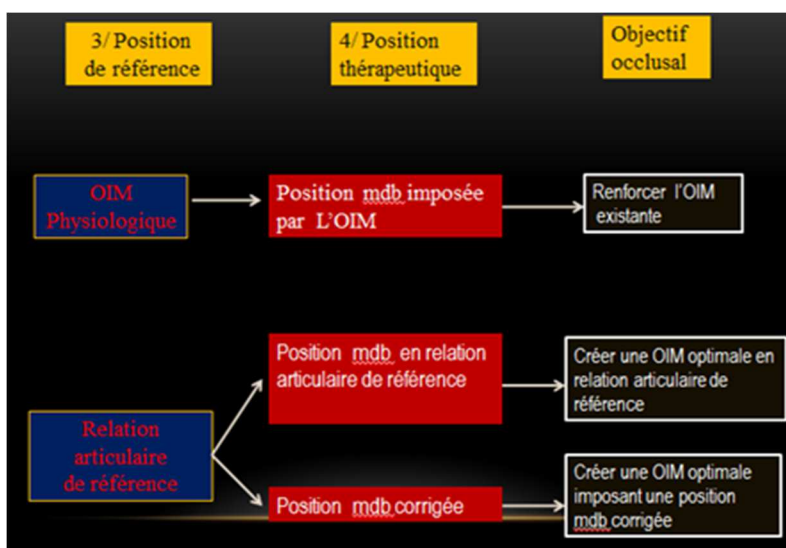 3/ Position
de référence
4/ Position
thérapeutique
Objectif
occlusal
OIM
Physiologique
Position mdb imposée
par L'OIM
Renforcer l'OIM
existante
Relation
articulaire
de référence
Position mdb en relation
articulaire de référence
Créer une OIM optimale en
relation articulaire de
référence
Position mdb corrigée
Créer une OIM optimale
imposant une position
mdb corrigée